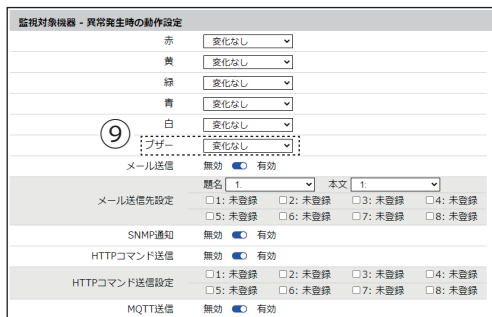 監視対象機器 - 異常発生時の動作設定
赤 変化なし
黄 変化なし
緑 変化なし
青 変化なし
白 変化なし
⑨ ブザー 変化なし
メール送信 無効 有効
題名 1. 本文 1:
メール送信先設定
□1: 未登録 □2: 未登録 □3: 未登録 □4: 未登録
□5: 未登録 □6: 未登録 □7: 未登録 □8: 未登録
SNMP通知 無効 有効
HTTPコマンド送信 無効 有効
HTTPコマンド送信設定
□1: 未登録 □2: 未登録 □3: 未登録 □4: 未登録
□5: 未登録 □6: 未登録 □7: 未登録 □8: 未登録
MQTT送信 無効 有効